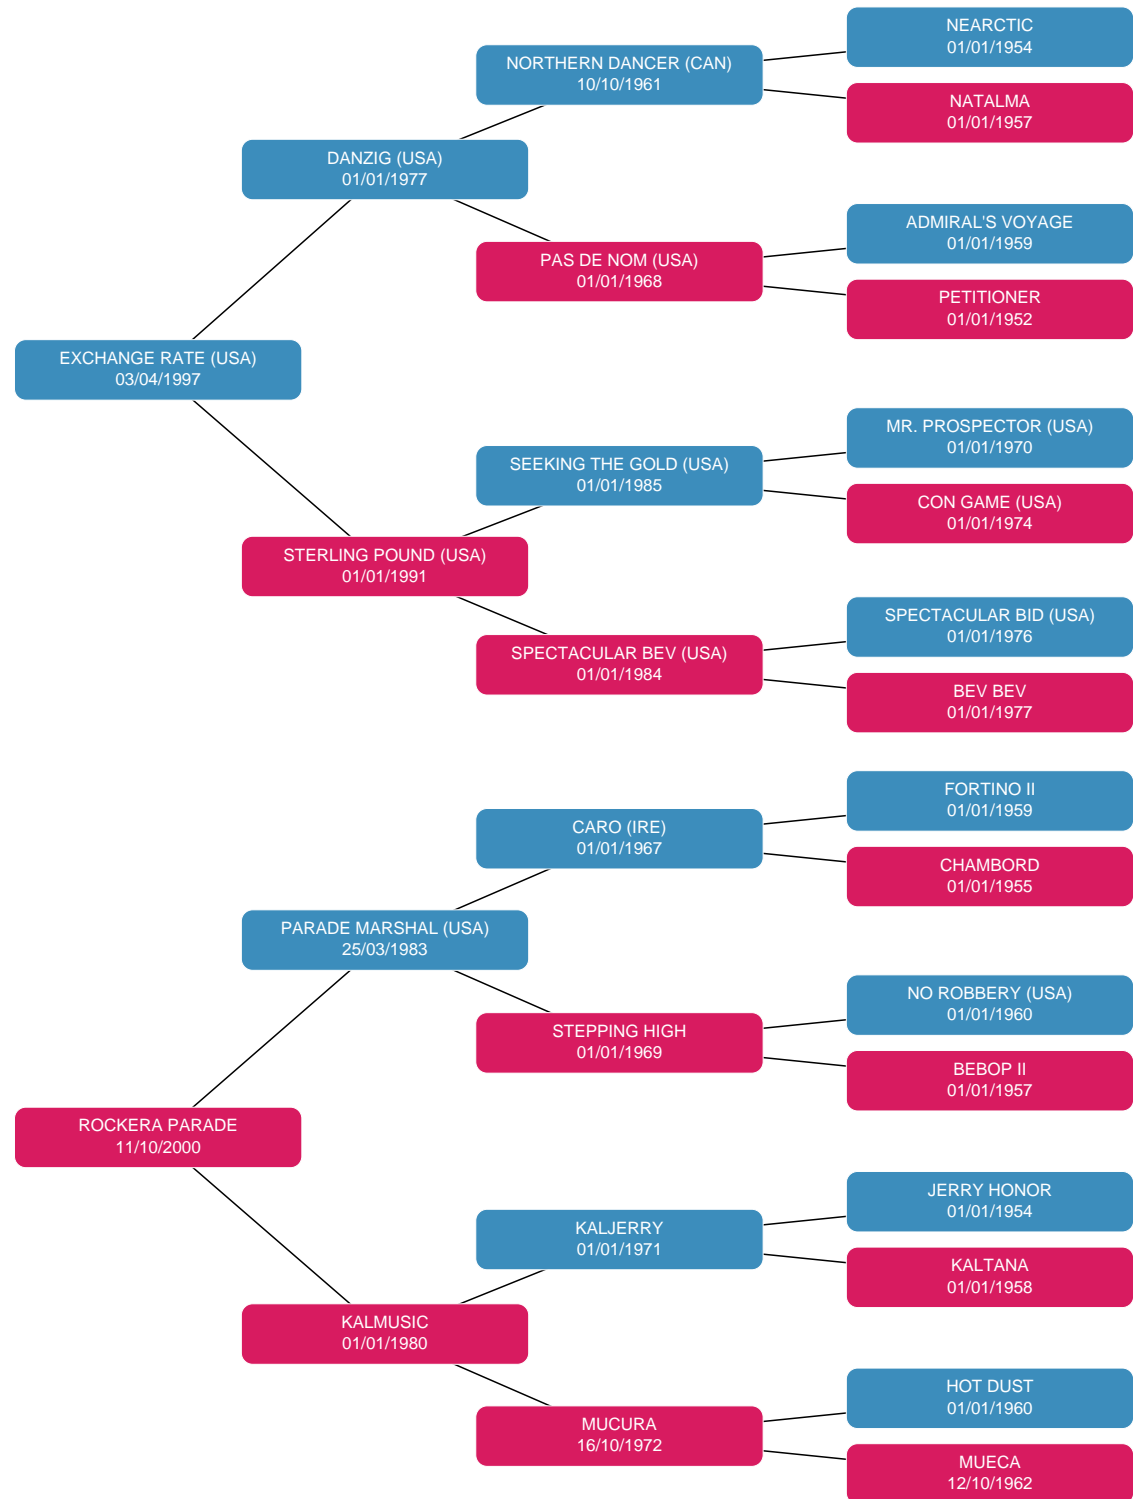 NEARCTIC
01/01/1954
NORTHERN DANCER (CAN)
10/10/1961
NATALMA
01/01/1957
DANZIG (USA)
01/01/1977
ADMIRAL'S VOYAGE
01/01/1959
PAS DE NOM (USA)
01/01/1968
PETITIONER
01/01/1952
EXCHANGE RATE (USA)
03/04/1997
MR. PROSPECTOR (USA)
01/01/1970
SEEKING THE GOLD (USA)
01/01/1985
CON GAME (USA)
01/01/1974
STERLING POUND (USA)
01/01/1991
SPECTACULAR BID (USA)
01/01/1976
SPECTACULAR BEV (USA)
01/01/1984
BEV BEV
01/01/1977
FORTINO II
01/01/1959
CARO (IRE)
01/01/1967
CHAMBORD
01/01/1955
PARADE MARSHAL (USA)
25/03/1983
NO ROBBERY (USA)
01/01/1960
STEPPING HIGH
01/01/1969
BEBOP II
01/01/1957
ROCKERA PARADE
11/10/2000
JERRY HONOR
01/01/1954
KALJERRY
01/01/1971
KALTANA
01/01/1958
KALMUSIC
01/01/1980
HOT DUST
01/01/1960
MUCURA
16/10/1972
MUECA
12/10/1962